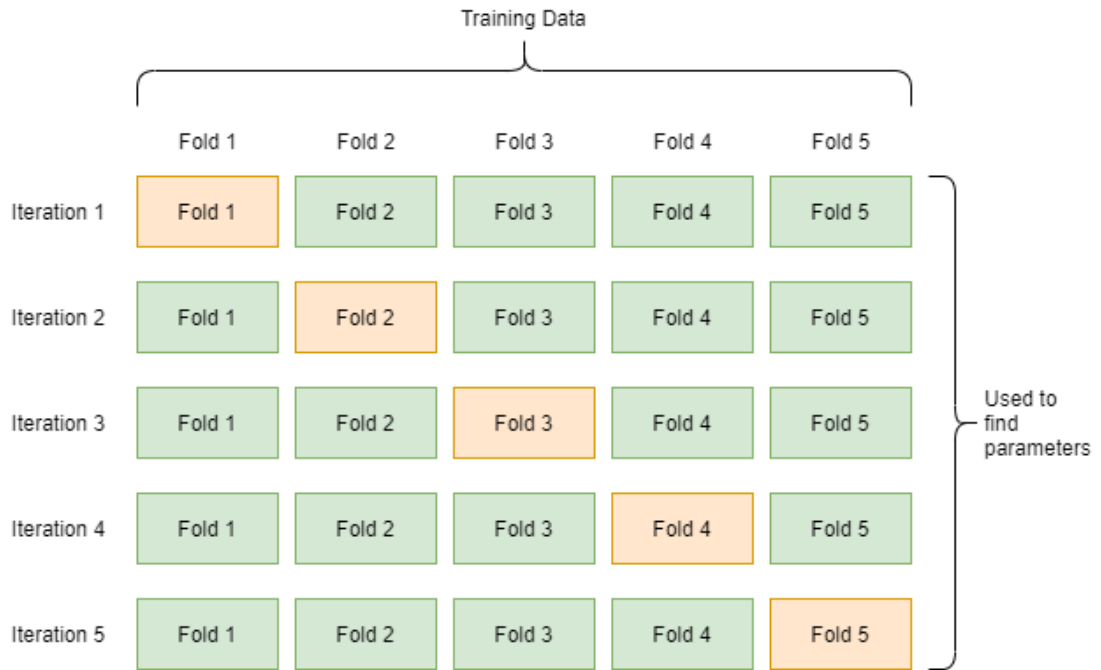 Training Data
Fold 1 Fold 2 Fold 3 Fold 4 Fold 5
Iteration 1 Fold 1 Fold 2 Fold 3 Fold 4 Fold 5
Iteration 2 Fold 1 Fold 2 Fold 3 Fold 4 Fold 5
Iteration 3 Fold 1 Fold 2 Fold 3 Fold 4 Fold 5
Iteration 4 Fold 1 Fold 2 Fold 3 Fold 4 Fold 5
Iteration 5 Fold 1 Fold 2 Fold 3 Fold 4 Fold 5
Used to
find
parameters